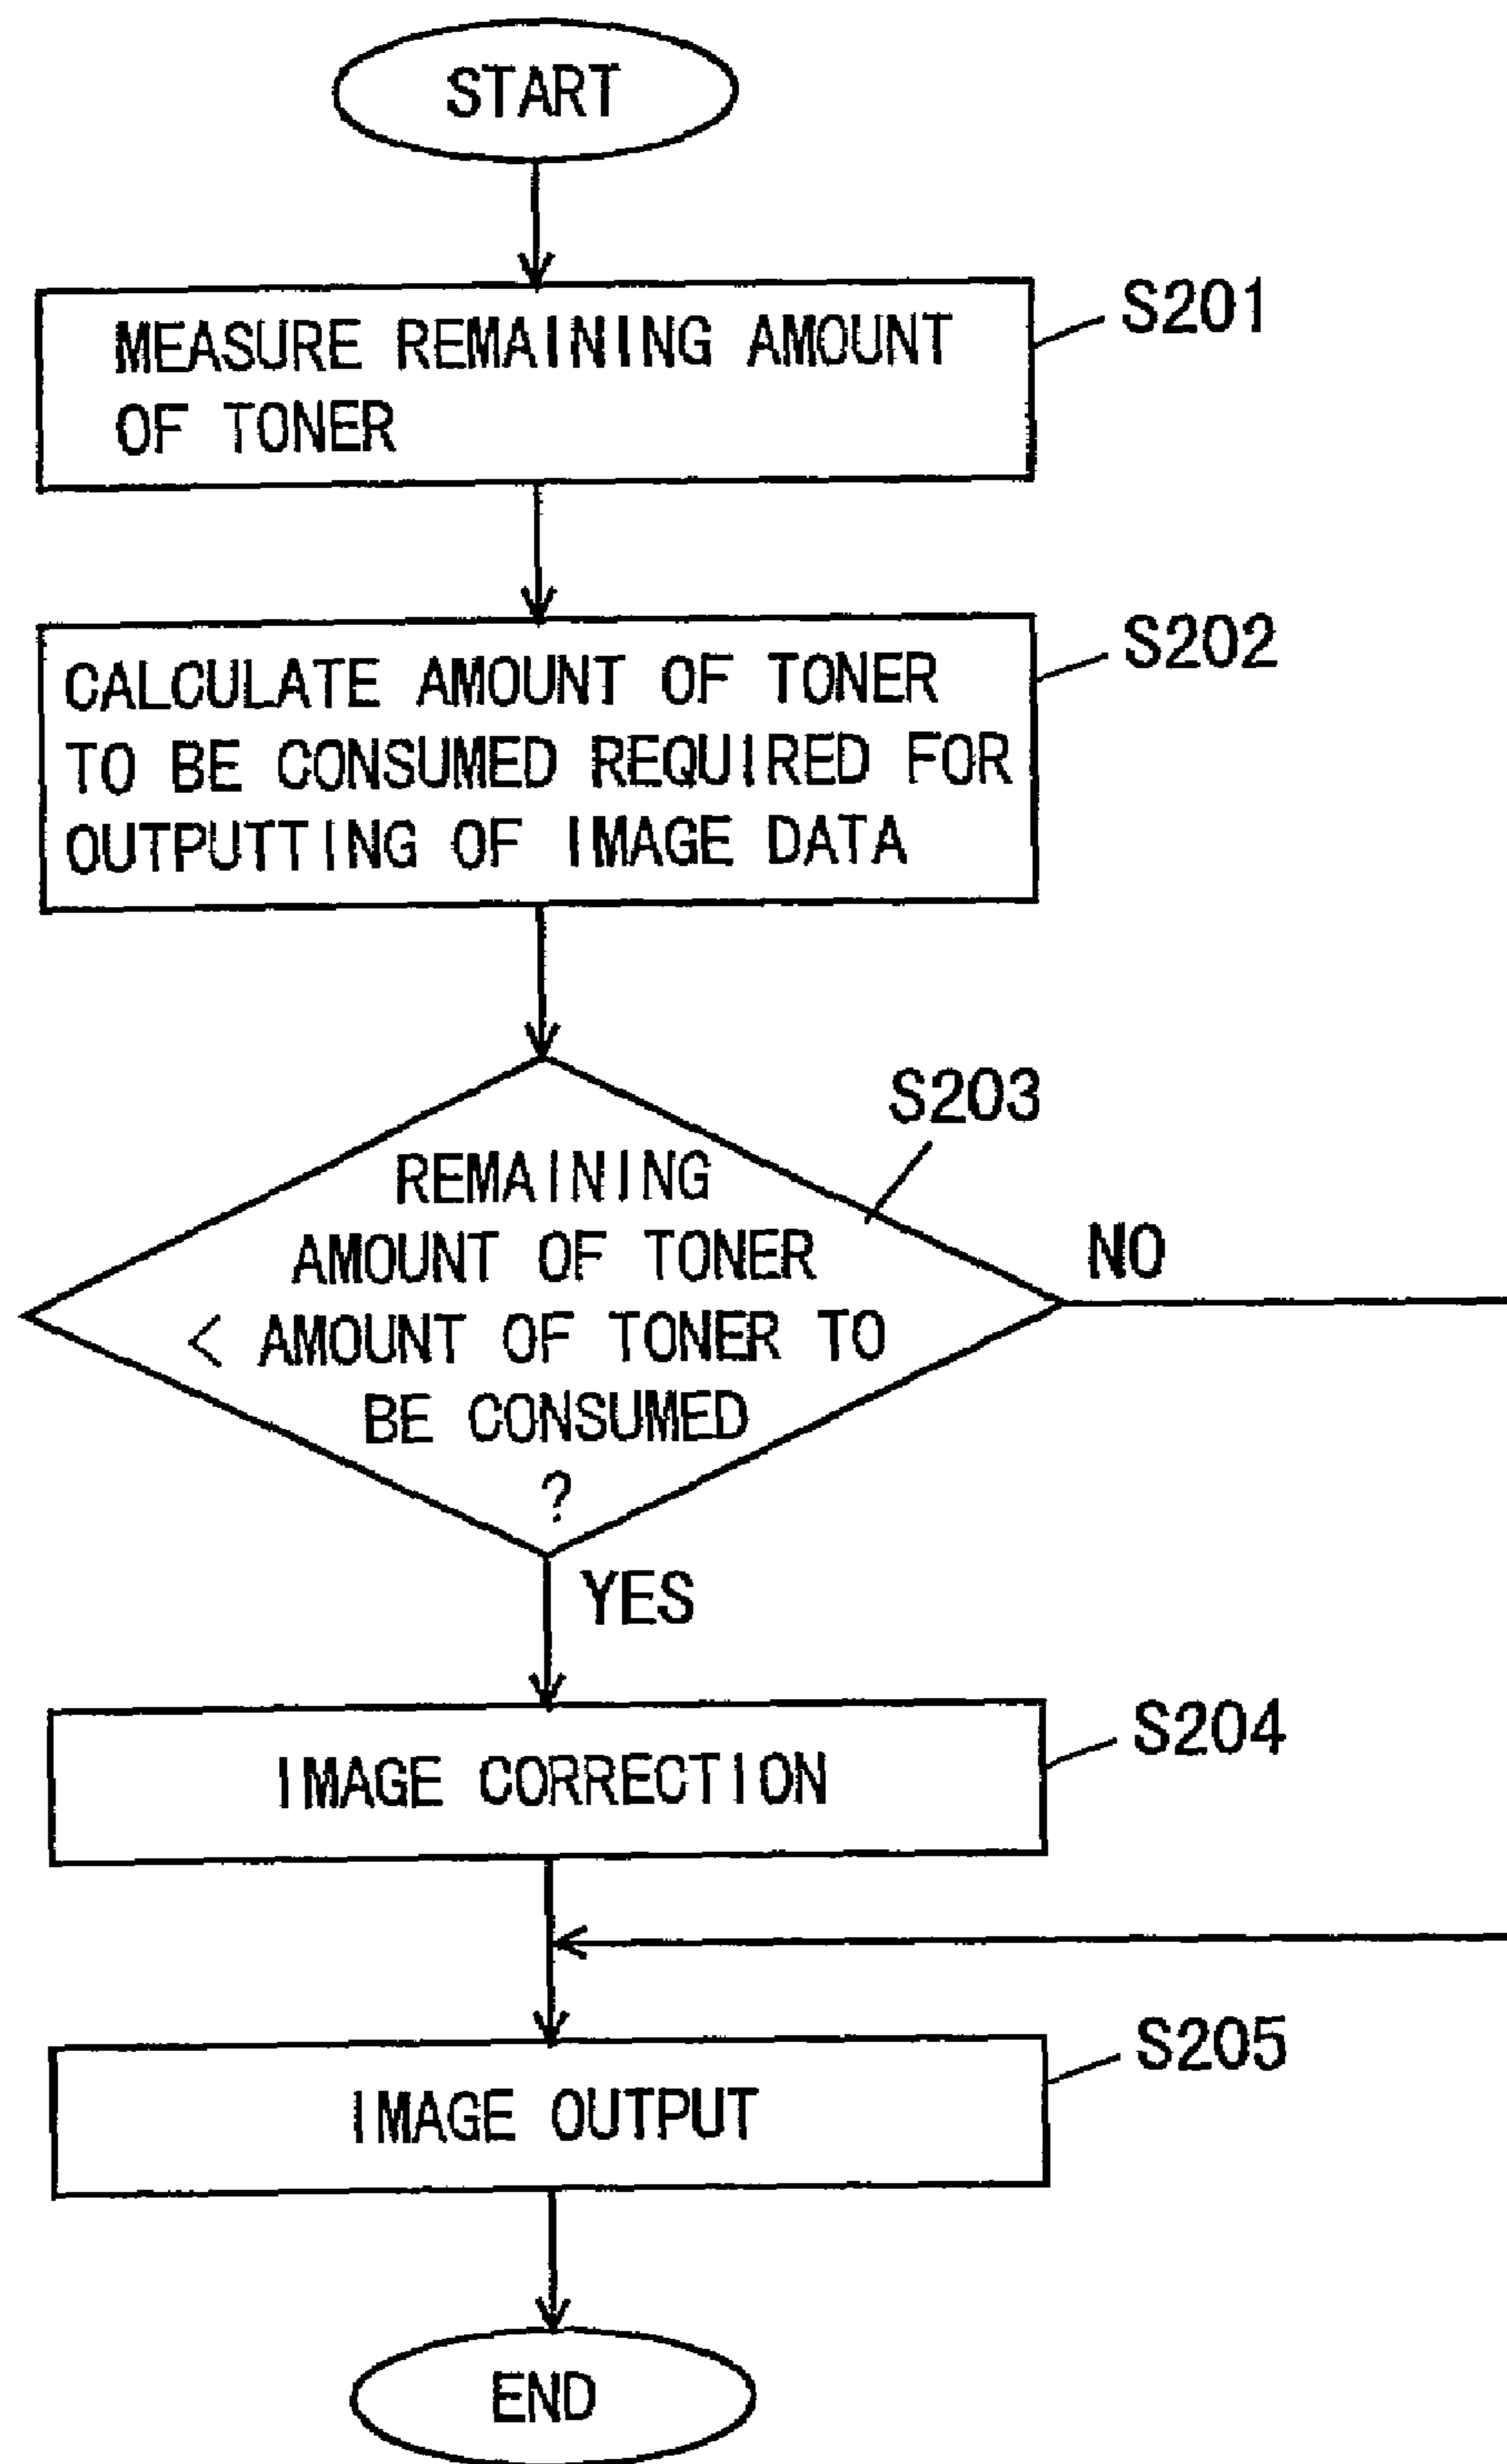 START
MEASURE REMAINING AMOUNT
OF TONER
S201
CALCULATE AMOUNT OF TONER
TO BE CONSUMED REQUIRED FOR
OUTPUTTING OF IMAGE DATA
S202
S203
REMAINING
AMOUNT OF TONER
< AMOUNT OF TONER TO
BE CONSUMED
?
NO
YES
IMAGE CORRECTION
S204
IMAGE OUTPUT
S205
END